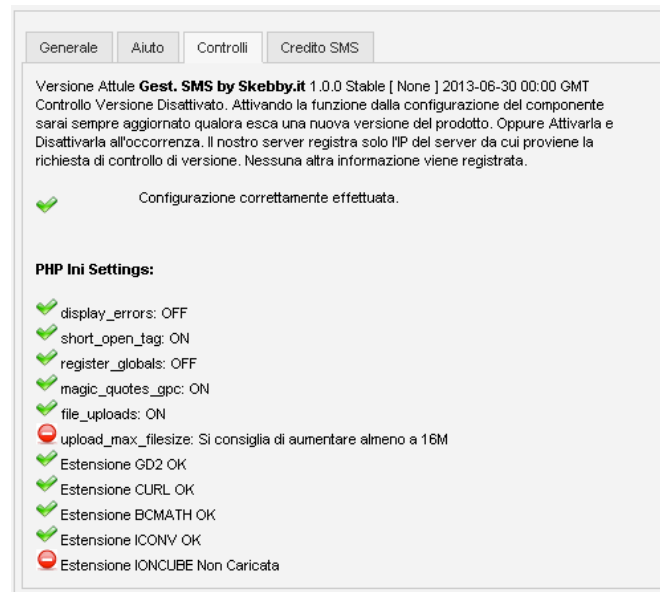 Generale Aiuto Controlli Credito SMS
Versione Attule Gest. SMS by Skebby.it 1.0.0 Stable [ None ] 2013-06-30 00:00 GMT
Controllo Versione Disattivato. Attivando la funzione dalla configurazione del componente
sarai sempre aggiornato qualora esca una nuova versione del prodotto. Oppure Attivarla e
Disattivarla all'occorrenza. Il nostro server registra solo l'IP del server da cui proviene la
richiesta di controllo di versione. Nessuna altra informazione viene registrata.
Configurazione correttamente effettuata.
PHP Ini Settings:
display_errors: OFF
short_open_tag: ON
register_globals: OFF
magic_quotes_gpc: ON
file_uploads: ON
upload_max_filesize: Si consiglia di aumentare almeno a 16M
Estensione GD2 OK
Estensione CURL OK
Estensione BCMATH OK
Estensione ICONV OK
Estensione IONCUBE Non Caricata